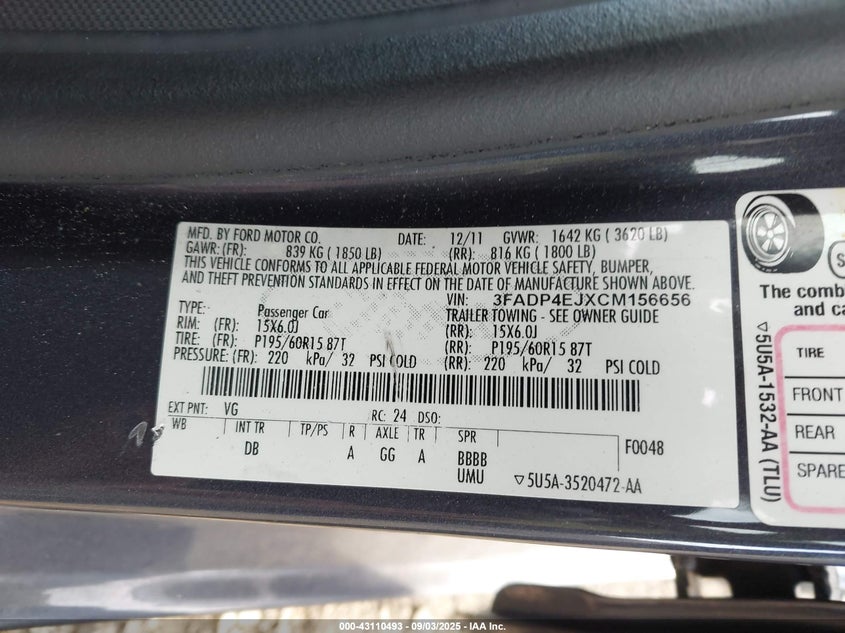 MFD. BY FORD MOTOR CO. DATE: 12/11 GVWR: 1642 KG ( 3620 LB)
GAWR: (FR): 839 KG ( 1850 LB) (RR): 816 KG ( 1800 LB)
THIS VEHICLE CONFORMS TO ALL APPLICABLE FEDERAL MOTOR VEHICLE SAFETY, BUMPER,
AND THEFT PREVENTION STANDARDS IN EFFECT ON THE DATE OF MANUFACTURE SHOWN ABOVE.
VIN: 3FADP4EJXCM156656
TYPE: Passenger Car TRAILER TOWING - SEE OWNER GUIDE
RIM: (FR): 15X6.0J (RR): 15X6.0J
TIRE: (FR): P195/60R15 87T (RR): P195/60R15 87T
PRESSURE: (FR): 220 kPa/ 32 PSI COLD (RR): 220 kPa/ 32 PSI COLD
EXT PNT: VG RC: 24 DSO:
WB INT TR TP/PS R AXLE TR SPR F0048
DB A GG A BBBB
UMU ▽5U5A-3520472-AA
The comb
and ca
TIRE
FRONT
REAR
SPARE
▽5U5A-1532-AA (TLU)
000-43110493 - 09/03/2025 - IAA Inc.